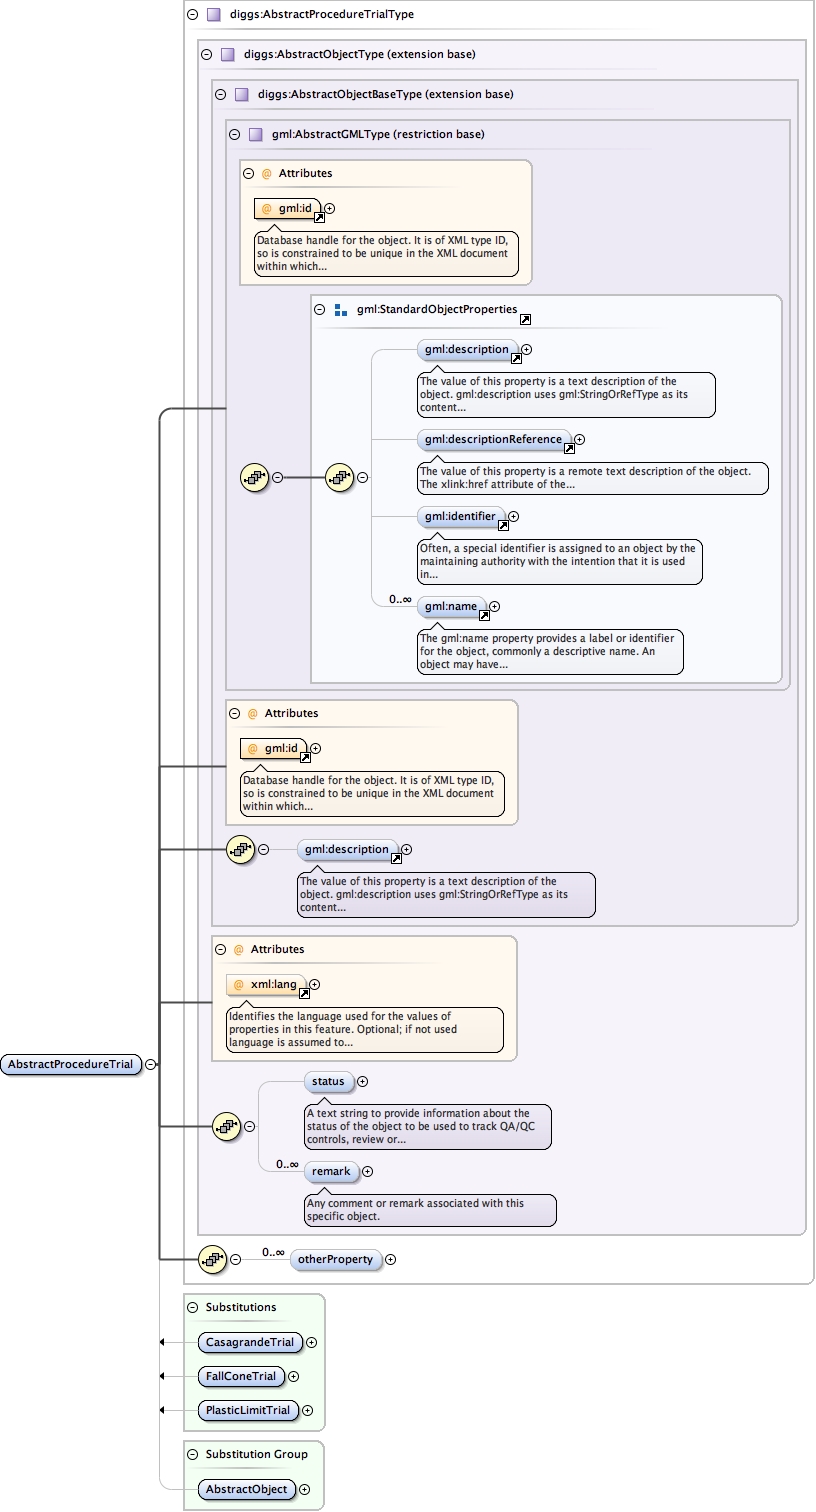 diggs:AbstractProcedureTrialType
diggs:AbstractObjectType (extension base)
diggs:AbstractObjectBaseType (extension base)
gml:AbstractGMLType (restriction base)
@ Attributes
@ gml:id
Database handle for the object. It is of XML type ID,
so is constrained to be unique in the XML document
within which...
gml:StandardObjectProperties
gml:description
The value of this property is a text description of the
object. gml:description uses gml:StringOrRefType as its
content...
gml:descriptionReference
The value of this property is a remote text description of the object.
The xlink:href attribute of the...
gml:identifier
Often, a special identifier is assigned to an object by the
maintaining authority with the intention that it is used
in...
0..∞
gml:name
The gml:name property provides a label or identifier
for the object, commonly a descriptive name. An
object may have...
@ Attributes
@ gml:id
Database handle for the object. It is of XML type ID,
so is constrained to be unique in the XML document
within which...
gml:description
The value of this property is a text description of the
object. gml:description uses gml:StringOrRefType as its
content...
@ Attributes
@ xml:lang
Identifies the language used for the values of
properties in this feature. Optional; if not used
language is assumed to...
AbstractProcedureTrial
status
A text string to provide information about the
status of the object to be used to track QA/QC
controls, review or...
0..∞
remark
Any comment or remark associated with this
specific object.
0..∞
otherProperty
Substitutions
CasagrandeTrial
FallConeTrial
PlasticLimitTrial
Substitution Group
AbstractObject